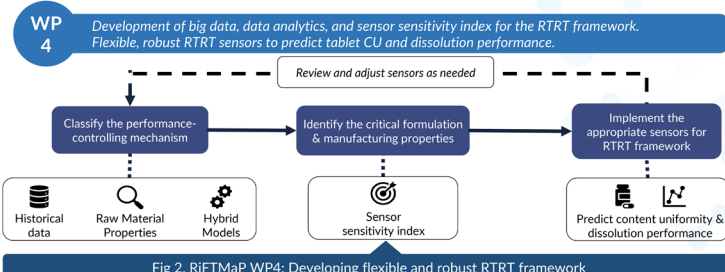 WP
4
Development of big data, data analytics, and sensor sensitivity index for the RTRT framework.
Flexible, robust RTRT sensors to predict tablet CU and dissolution performance.
Review and adjust sensors as needed
Classify the performance-
controlling mechanism
Identify the critical formulation
& manufacturing properties
Implement the
appropriate sensors for
RTRT framework
Historical
data
Raw Material
Properties
Hybrid
Models
Sensor
sensitivity index
Predict content uniformity &
dissolution performance
Fig 2. RiFTMaP WP4: Developing flexible and robust RTRT framework